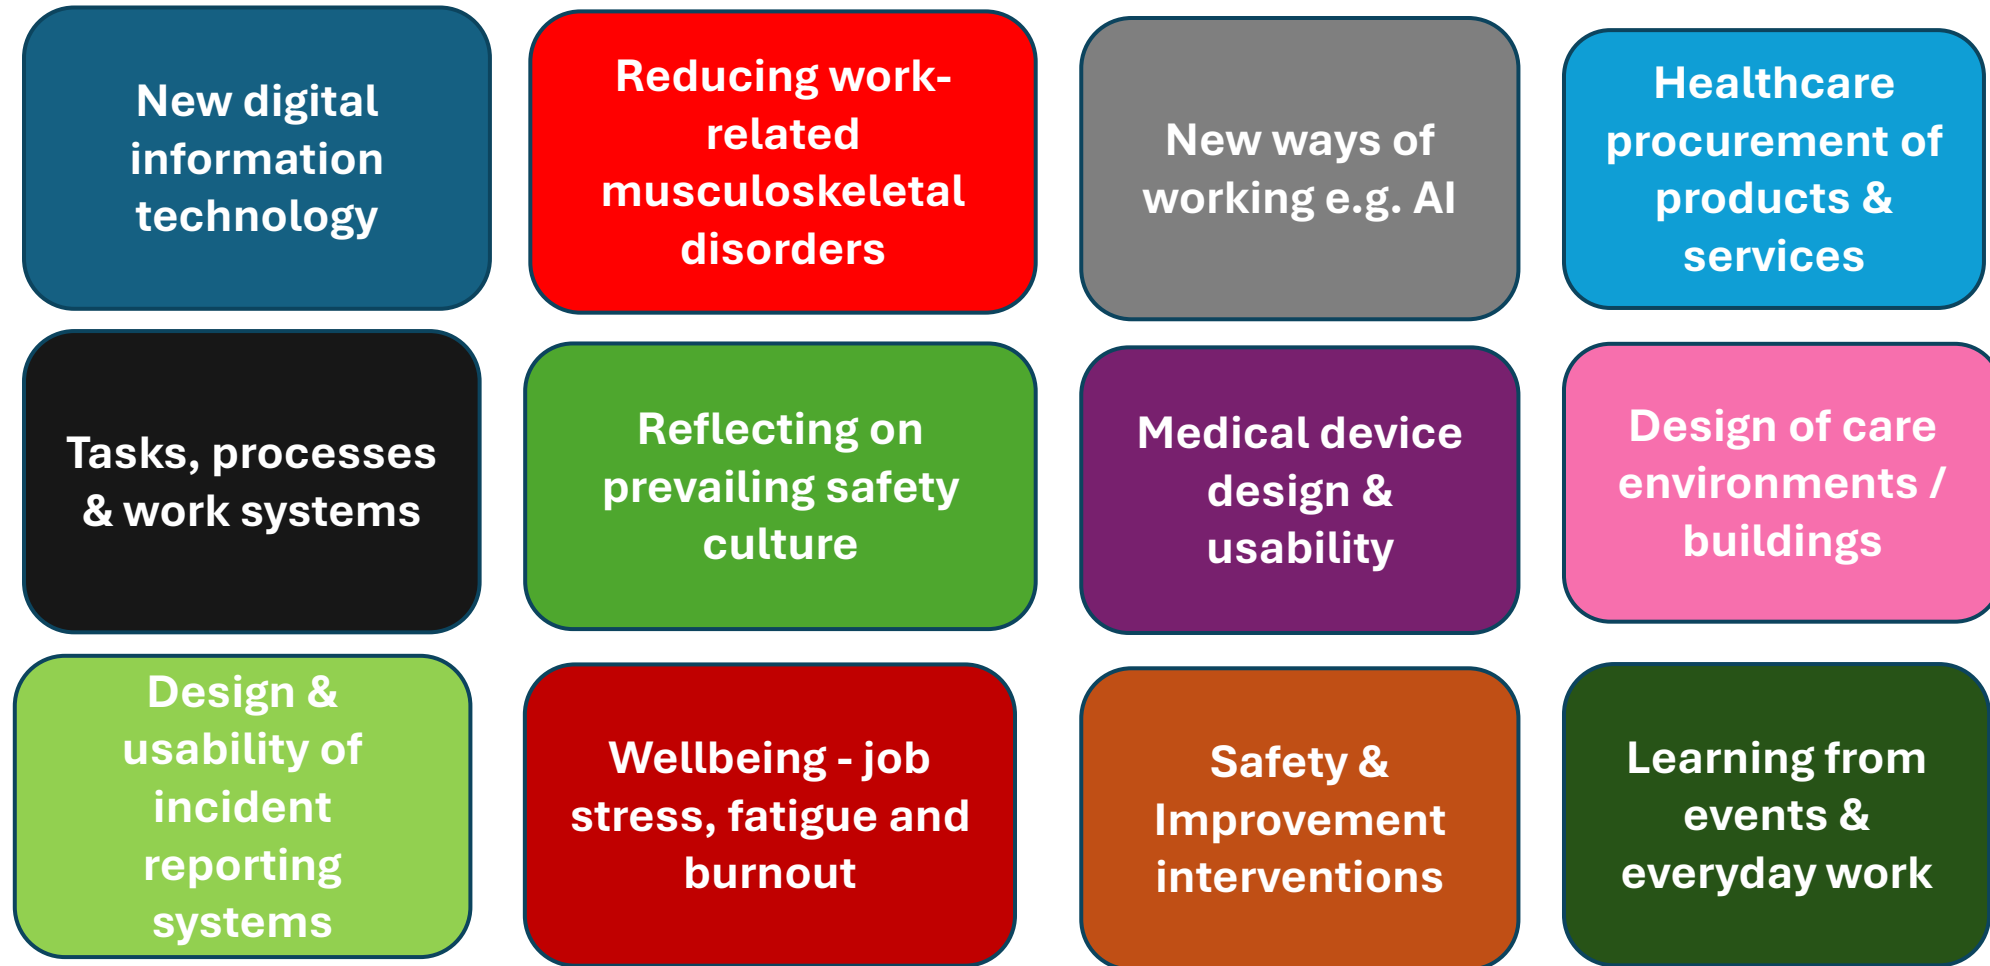 New digital
information
technology
Reducing work-
related
musculoskeletal
disorders
New ways of
working e.g. AI
Healthcare
procurement of
products &
services
Tasks, processes
& work systems
Reflecting on
prevailing safety
culture
Medical device
design &
usability
Design of care
environments /
buildings
Design &
usability of
incident
reporting
systems
Wellbeing - job
stress, fatigue and
burnout
Safety &
Improvement
interventions
Learning from
events &
everyday work